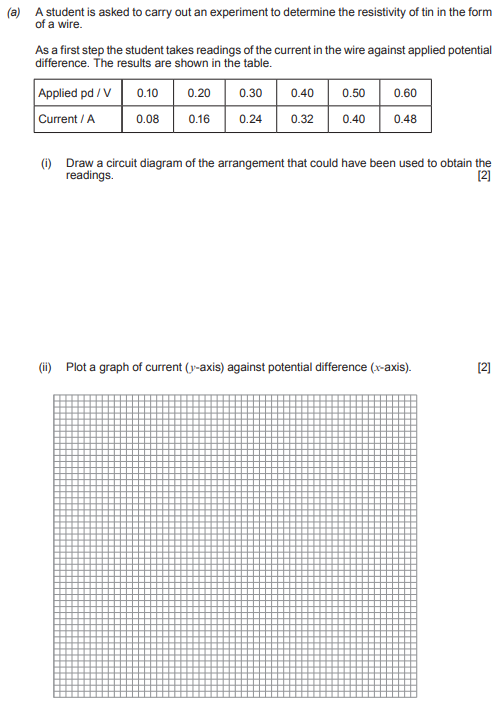 (a) A student is asked to carry out an experiment to determine the resistivity of tin in the form
of a wire.
As a first step the student takes readings of the current in the wire against applied potential
difference. The results are shown in the table.
Applied pd / V 0.10 0.20 0.30 0.40 0.50 0.60
Current / A 0.08 0.16 0.24 0.32 0.40 0.48
(i) Draw a circuit diagram of the arrangement that could have been used to obtain the
readings. [2]
(ii) Plot a graph of current (y-axis) against potential difference (x-axis). [2]